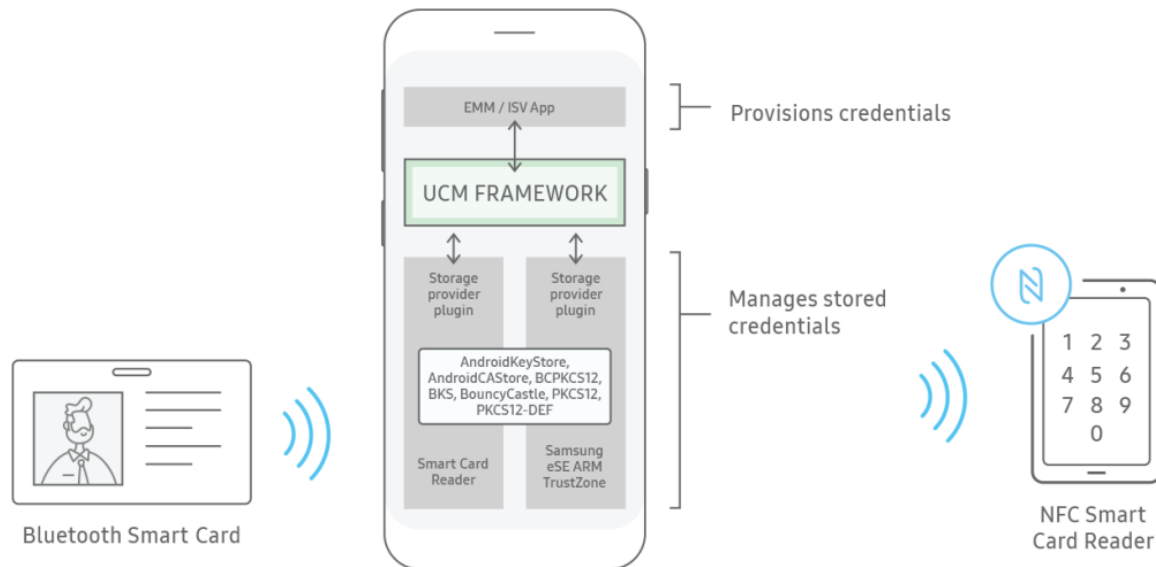 EMM / ISV App
Provisions credentials
UCM FRAMEWORK
Storage
provider
plugin
Storage
provider
plugin
Manages stored
credentials
AndroidKeyStore,
AndroidCAStore, BCPKCS12,
BKS, BouncyCastle, PKCS12,
PKCS12-DEF
Smart Card
Reader
Samsung
eSE ARM
TrustZone
Bluetooth Smart Card
1 2 3
4 5 6
7 8 9
0
NFC Smart
Card Reader